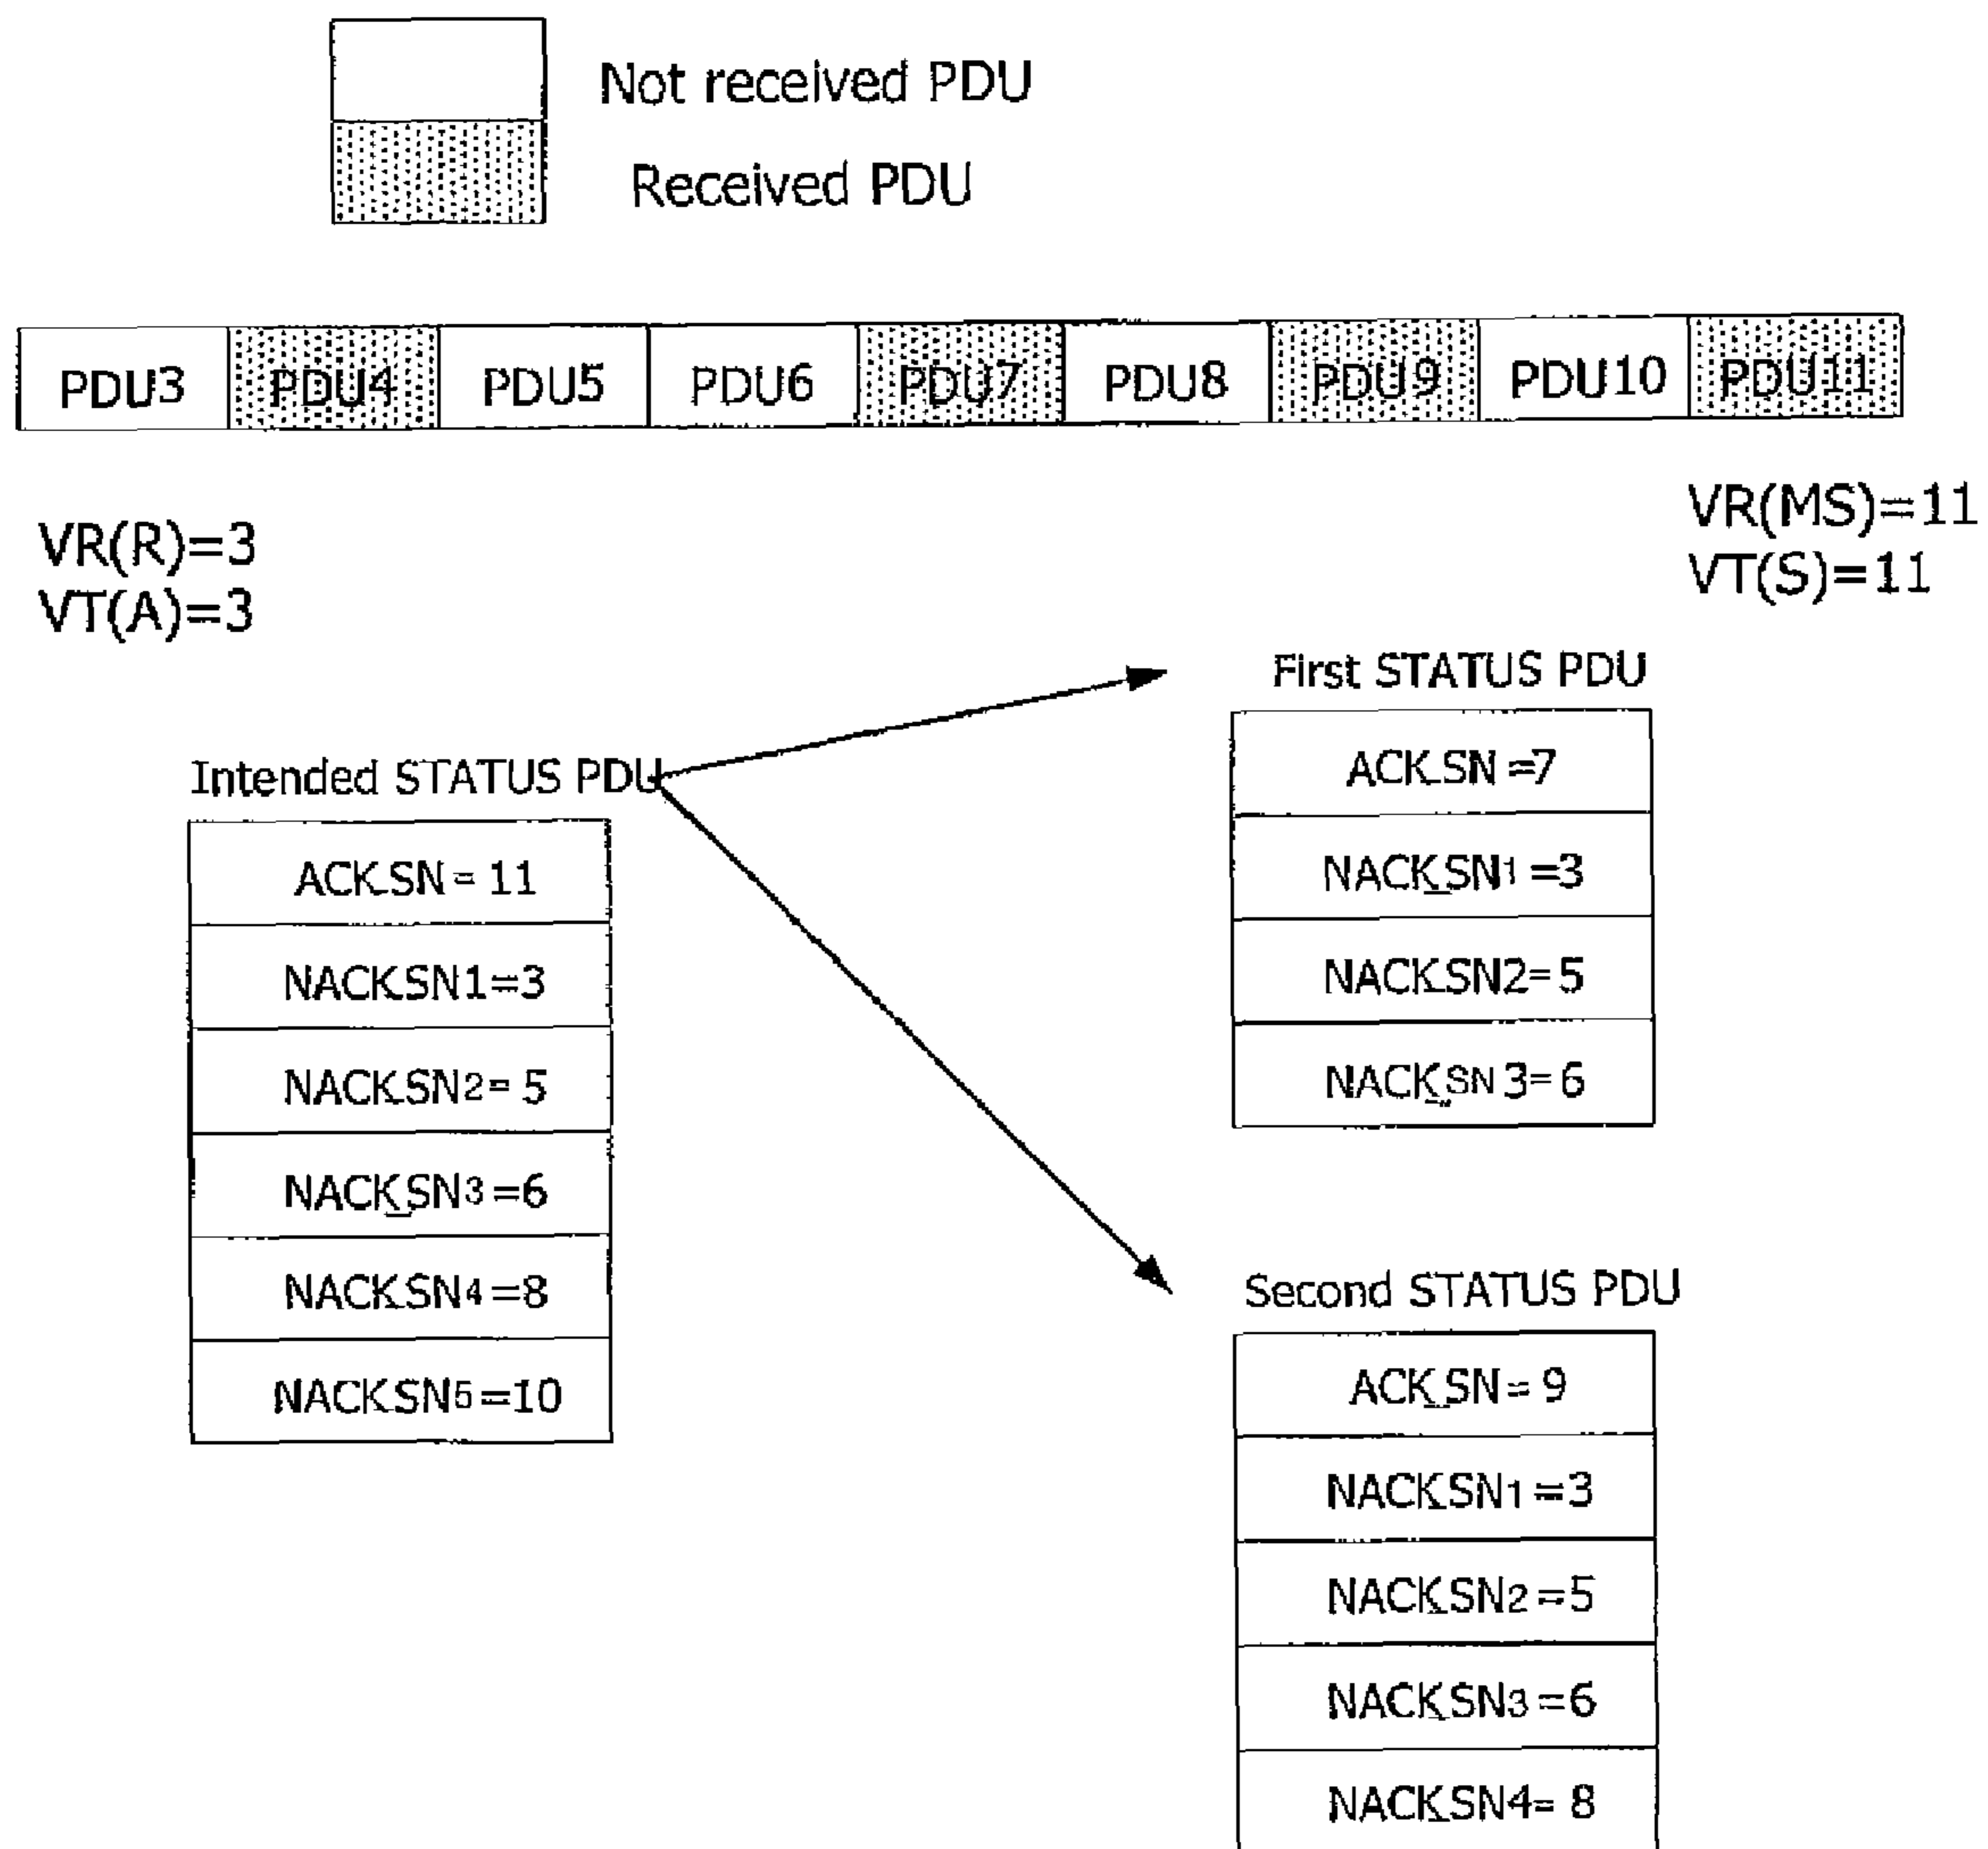 Not received PDU
Received PDU
PDU3 PDU4 PDU5 PDU6 PDU7 PDU8 PDU9 PDU10 PDU11
VR(R)=3
VT(A)=3
VR(MS)=11
VT(S)=11
Intended STATUS PDU
ACK_SN = 11
NACK_SN1=3
NACK_SN2= 5
NACK_SN3 =6
NACK_SN4 =8
NACK_SN5 =10
First STATUS PDU
ACK_SN =7
NACK_SN1 =3
NACK_SN2= 5
NACK_SN 3= 6
Second STATUS PDU
ACK_SN= 9
NACK_SN1 =3
NACK_SN2 =5
NACK_SN3 =6
NACK_SN4= 8